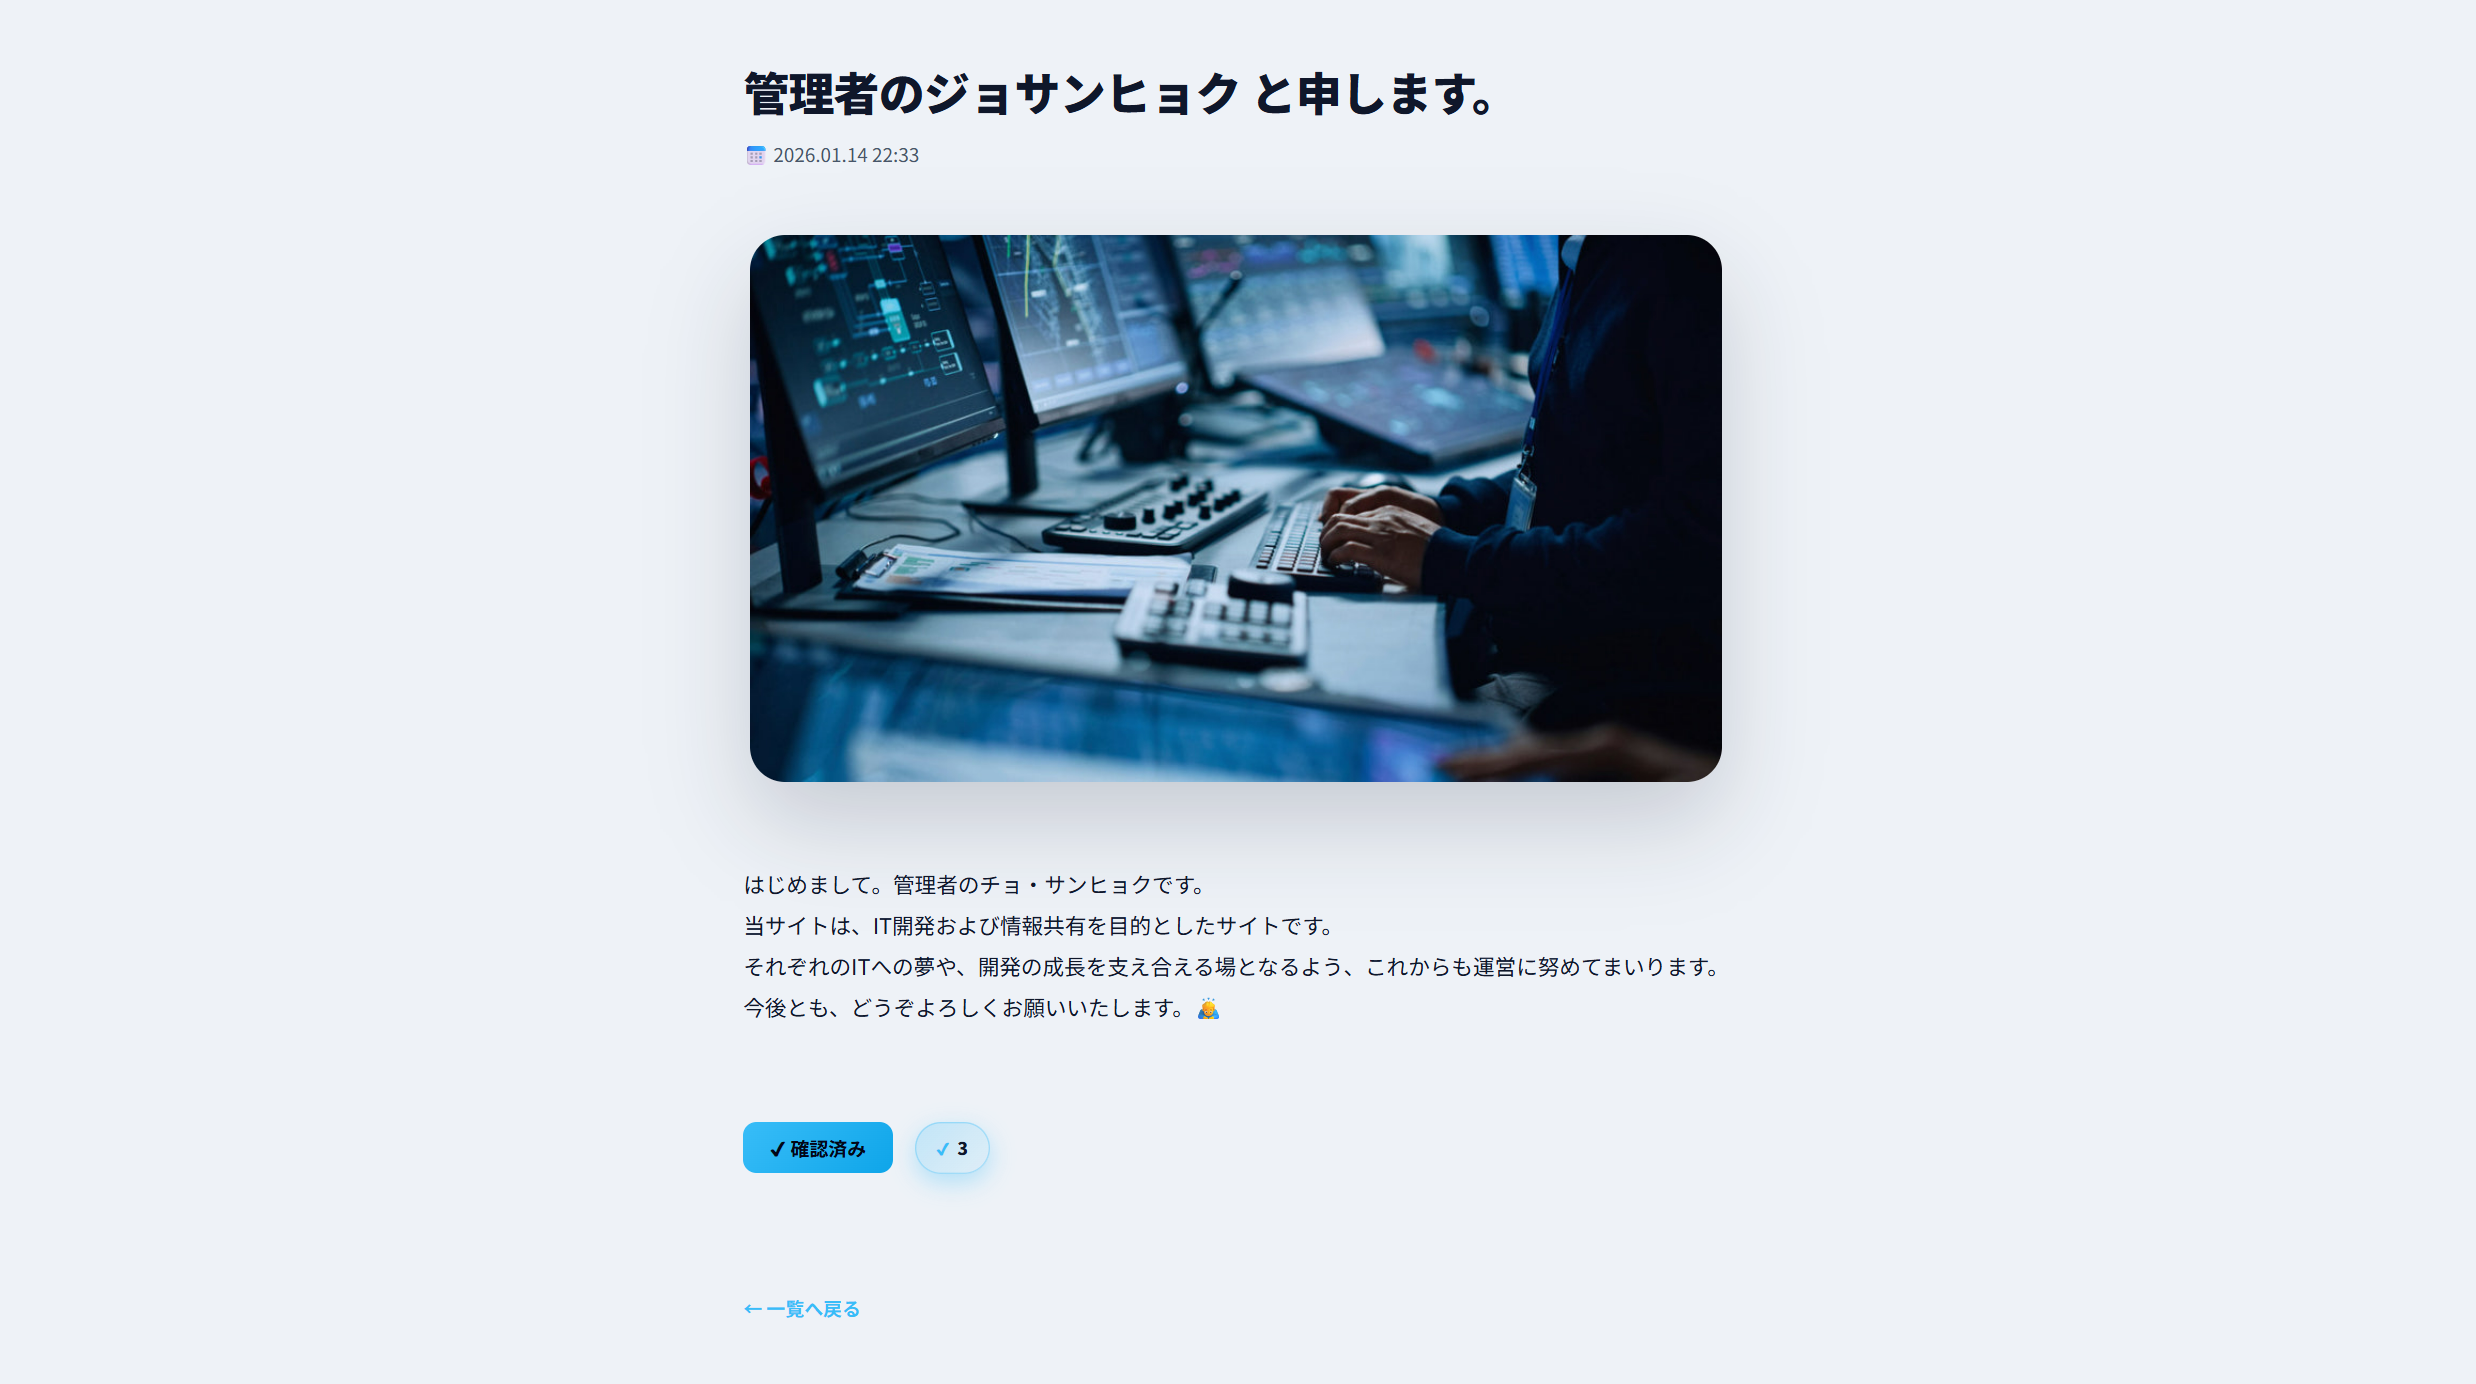 管理者のジョサンヒョク と申します。
2026.01.14 22:33
はじめまして。管理者のチョ・サンヒョクです。
当サイトは、IT開発および情報共有を目的としたサイトです。
それぞれのITへの夢や、開発の成長を支え合える場となるよう、これからも運営に努めてまいります。
今後とも、どうぞよろしくお願いいたします。🙇
✓ 確認済み
✓ 3
← 一覧へ戻る